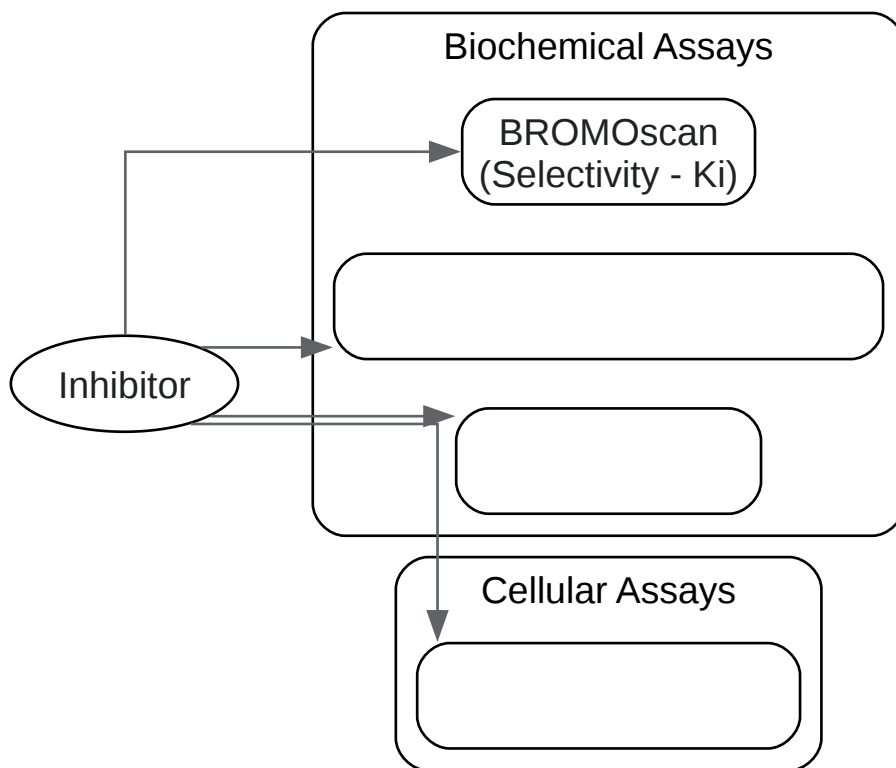 Biochemical Assays
BROMOscan
(Selectivity - Ki)
Inhibitor
Cellular Assays